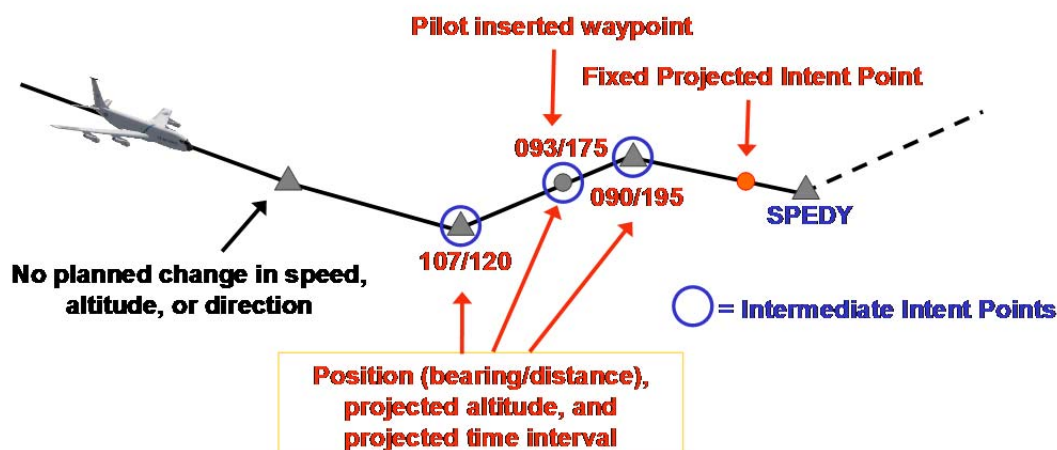 Pilot inserted waypoint
Fixed Projected Intent Point
093/175
090/195
SPEDY
107/120
No planned change in speed,
altitude, or direction
= Intermediate Intent Points
Position (bearing/distance),
projected altitude, and
projected time interval